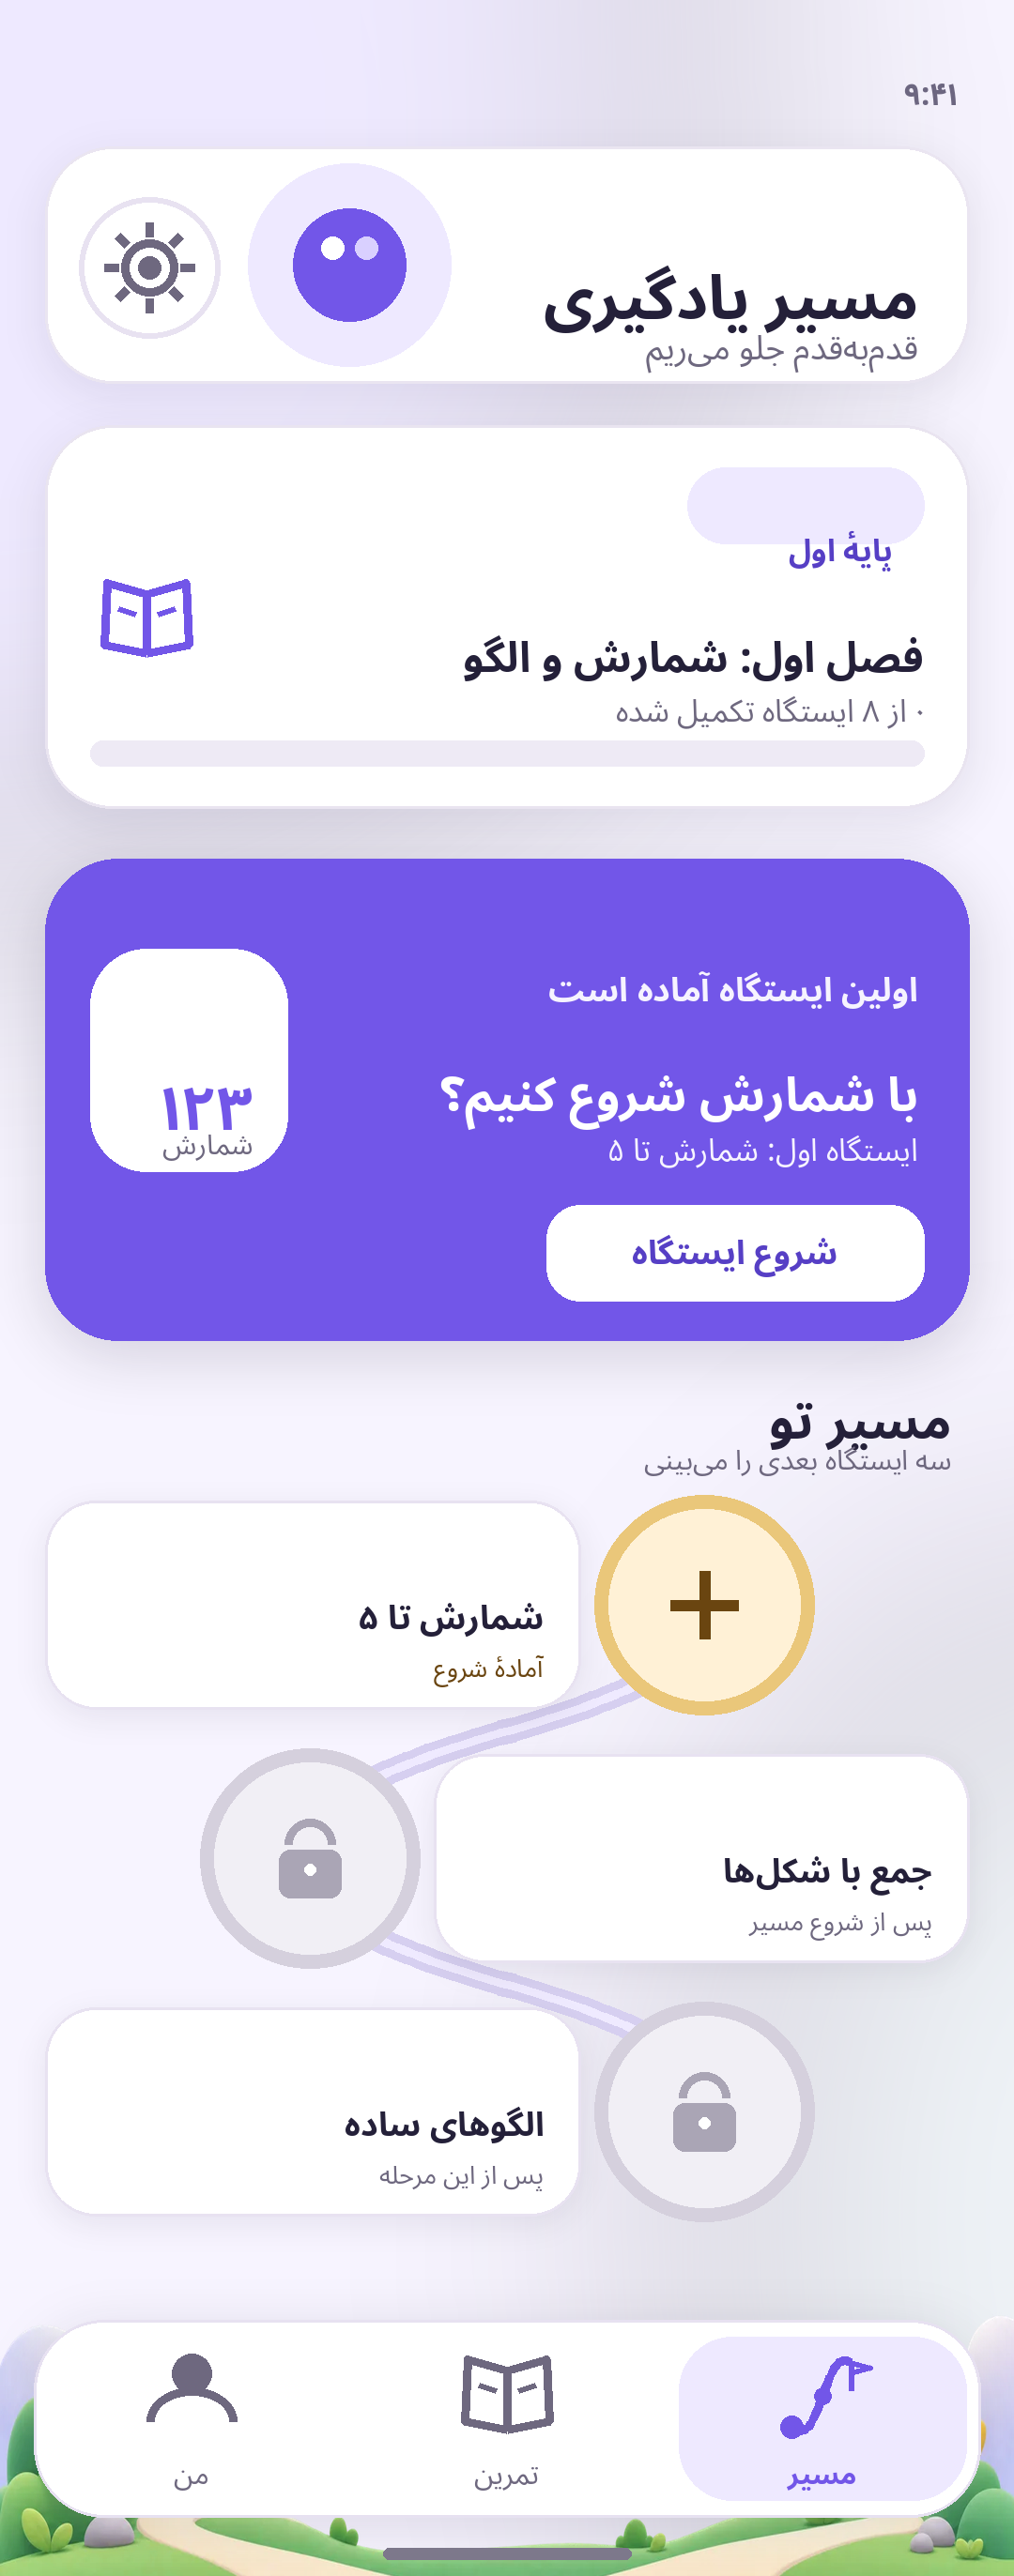 ۹:۴۱
مسیر یادگیری
قدم‌به‌قدم جلو می‌ریم
پایهٔ اول
فصل اول: شمارش و الگو
۰ از ۸ ایستگاه تکمیل شده
اولین ایستگاه آماده است
با شمارش شروع کنیم؟
ایستگاه اول: شمارش تا ۵
۱۲۳
شمارش
شروع ایستگاه
مسیر تو
سه ایستگاه بعدی را می‌بینی
شمارش تا ۵
آمادهٔ شروع
جمع با شکل‌ها
پس از شروع مسیر
الگوهای ساده
پس از این مرحله
مسیر
تمرین
من